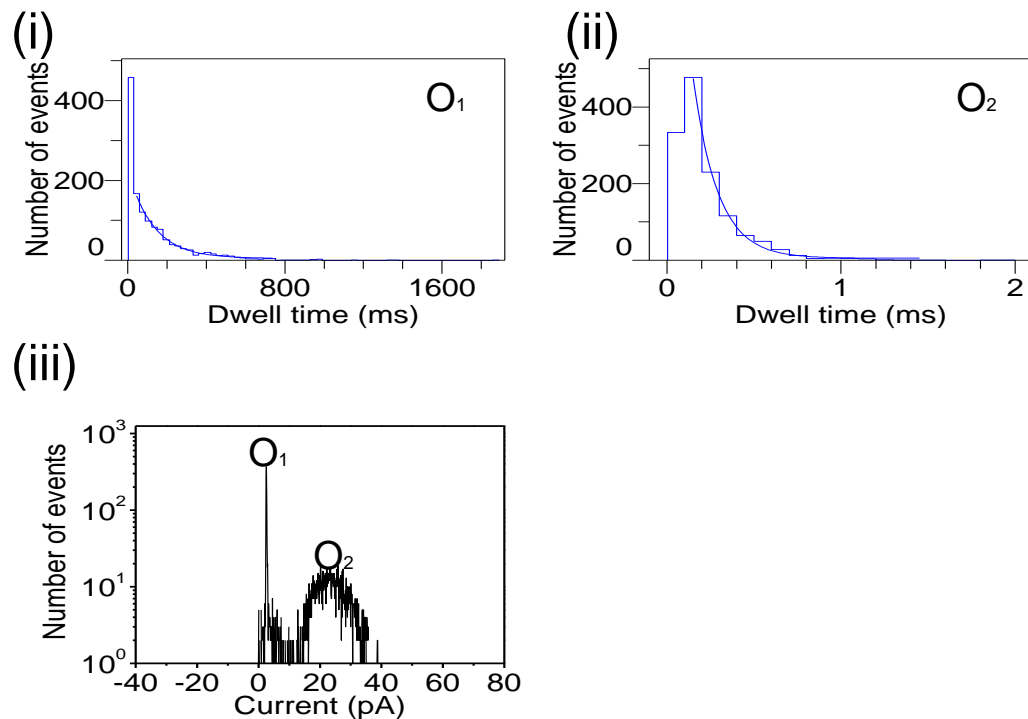 (i)
Number of events
400
200
0
O₁
0 800 1600
Dwell time (ms)
(ii)
Number of events
400
200
0
O₂
0 1 2
Dwell time (ms)
(iii)
Number of events
10³
10²
10¹
10⁰
O₁
O₂
-40 -20 0 20 40 60 80
Current (pA)